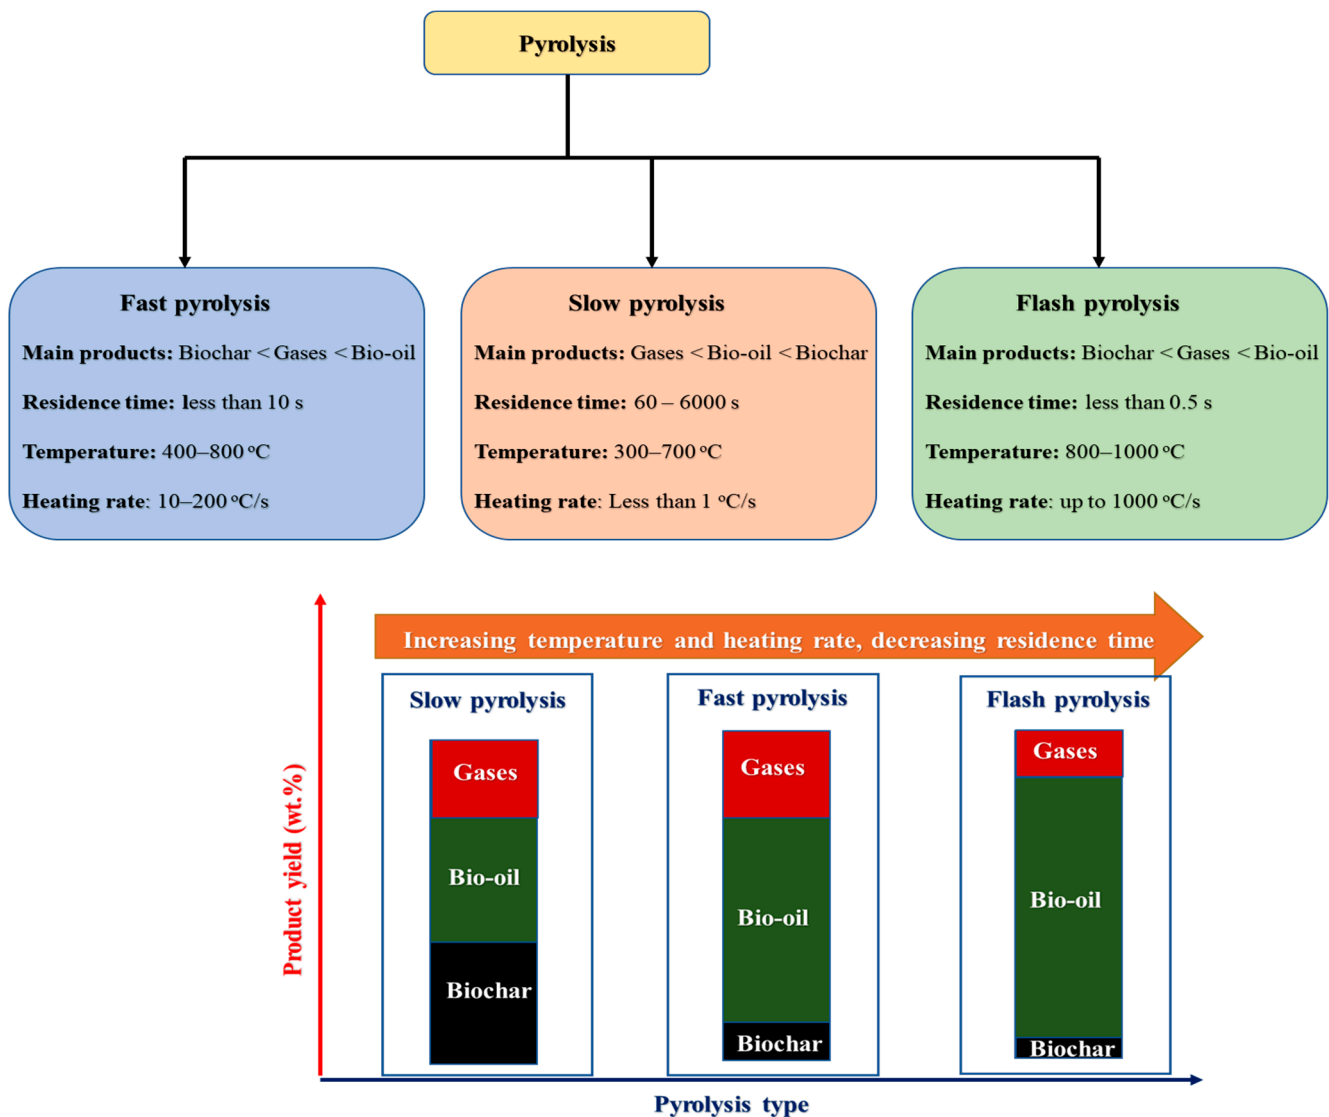 Pyrolysis
Fast pyrolysis
Main products: Biochar < Gases < Bio-oil
Residence time: less than 10 s
Temperature: 400–800 °C
Heating rate: 10–200 °C/s
Slow pyrolysis
Main products: Gases < Bio-oil < Biochar
Residence time: 60 – 6000 s
Temperature: 300–700 °C
Heating rate: Less than 1 °C/s
Flash pyrolysis
Main products: Biochar < Gases < Bio-oil
Residence time: less than 0.5 s
Temperature: 800–1000 °C
Heating rate: up to 1000 °C/s
Increasing temperature and heating rate, decreasing residence time
Product yield (wt.%)
Slow pyrolysis
Gases
Bio-oil
Biochar
Fast pyrolysis
Gases
Bio-oil
Biochar
Flash pyrolysis
Gases
Bio-oil
Biochar
Pyrolysis type